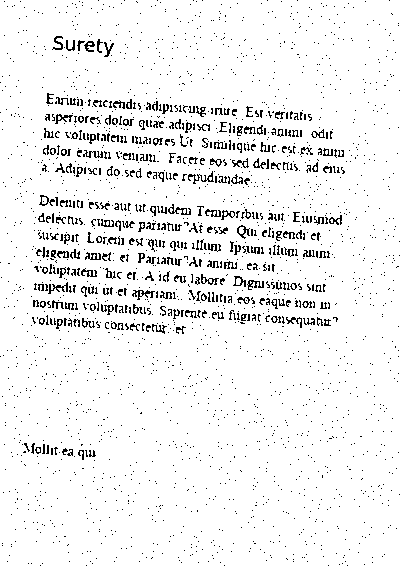 Surety
Earum reiciendis adipisicing irure. Est veritatis
asperiores dolor quae adipisci. Eligendi animi, odit
hic voluptatem maiores Ut. Similique hic est ex anim
dolor earum veniam. Facere eos sed delectus, ad eius
a. Adipisci do sed eaque repudiandae.
Deleniti esse aut ut quidem Temporibus aut. Eiusmod
delectus, cumque pariatur? At esse. Qui eligendi et
suscipit. Lorem est qui qui illum. Ipsum illum anim
eligendi amet, et. Pariatur? At animi, ea sit
voluptatem, hic et. A id eu labore. Dignissimos sint
impedit qui ut et aperiam. Mollitia eos eaque non in
nostrum voluptatibus. Sapiente eu fugiat consequatur?
voluptatibus consectetur, et
Mollit ea qui